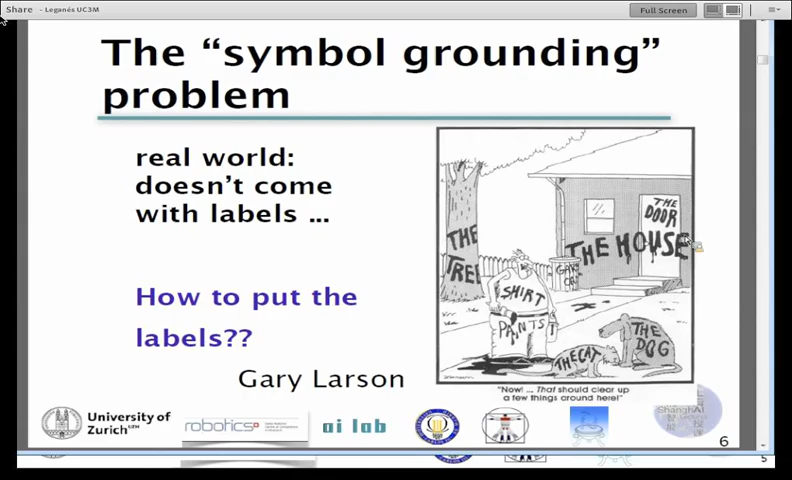 Share - Leganés UC3M
Full Screen
The “symbol grounding”
problem
real world:
doesn't come
with labels ...
How to put the
labels??
Gary Larson
THE
DOOR
THE HOUSE
THE
TREE
SHIRT
PANTS
THE CAT
THE
DOG
"Now! ... That should clear up
a few things around here!"
University of
Zurich
robotics
ai lab
ShanghAI
6
5